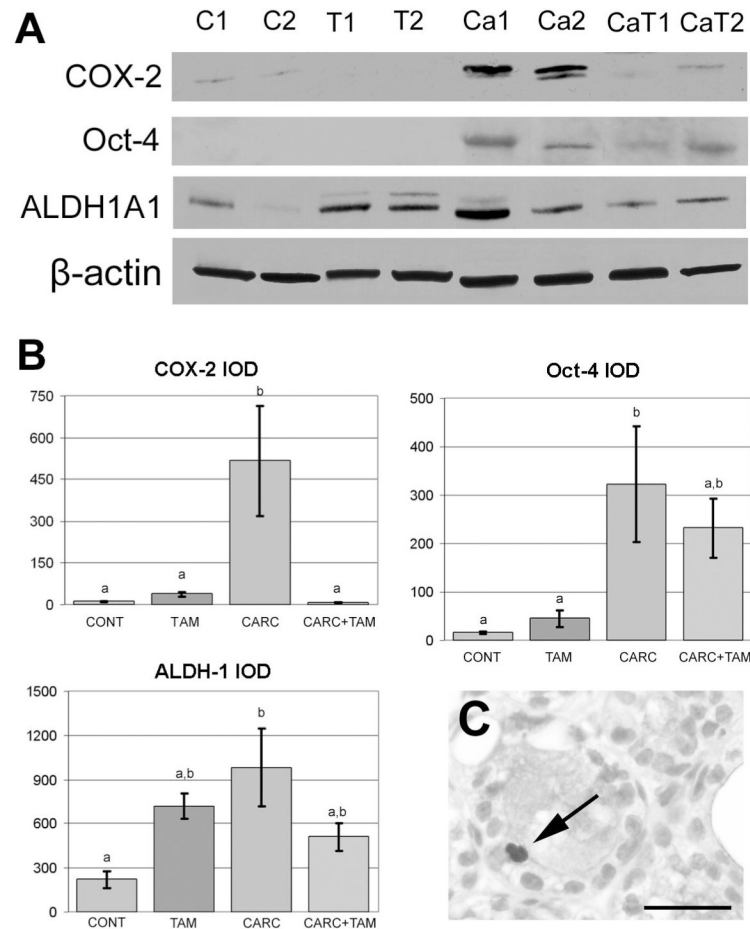 A
C1 C2 T1 T2 Ca1 Ca2 CaT1 CaT2
COX-2
Oct-4
ALDH1A1
β-actin
B
COX-2 IOD
750
600
450
300
150
0
a
a
b
a
CONT TAM CARC CARC+TAM
Oct-4 IOD
500
400
300
200
100
0
a
a
b
a,b
CONT TAM CARC CARC+TAM
ALDH-1 IOD
1500
1200
900
600
300
0
a
a,b
b
a,b
CONT TAM CARC CARC+TAM
C